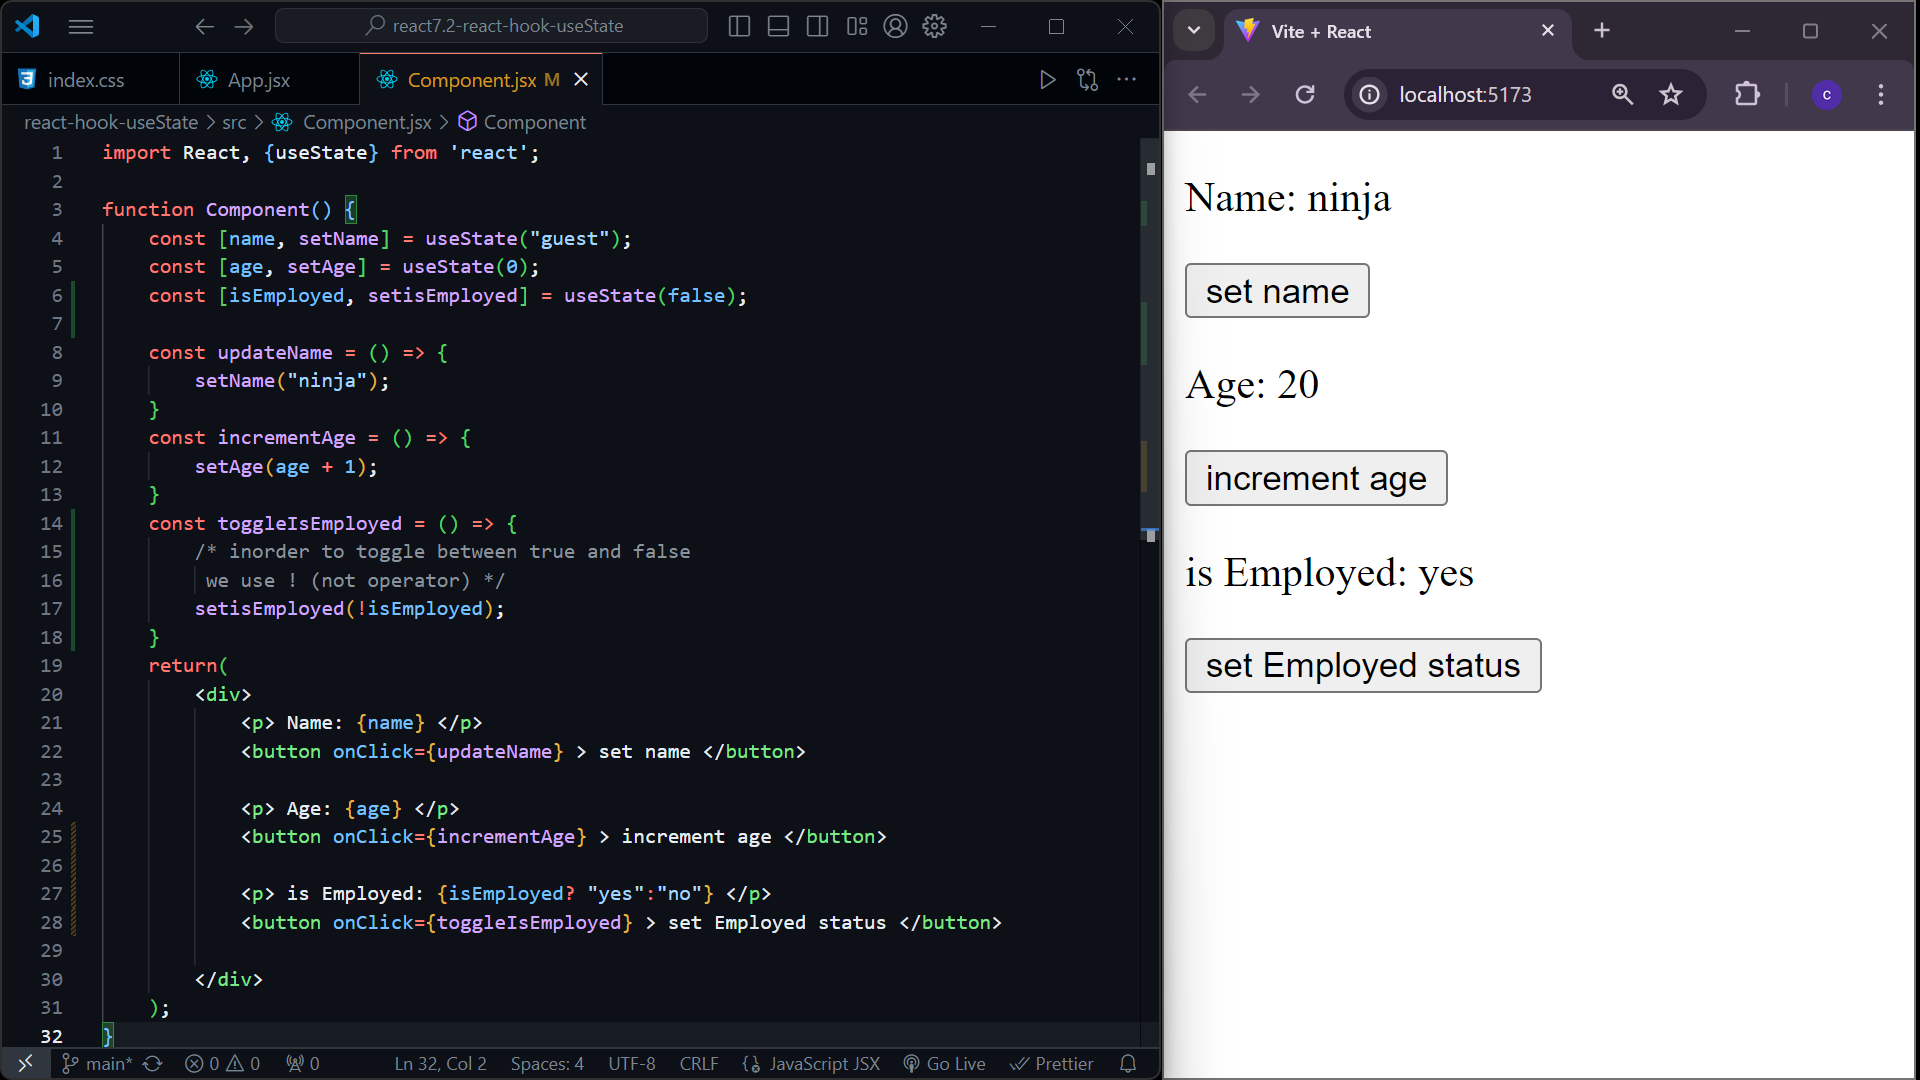 react7.2-react-hook-useState
index.css
App.jsx
Component.jsx M
react-hook-useState > src > Component.jsx > Component
1 import React, {useState} from 'react';
2
3 function Component() {
4 const [name, setName] = useState("guest");
5 const [age, setAge] = useState(0);
6 const [isEmployed, setisEmployed] = useState(false);
7
8 const updateName = () => {
9 setName("ninja");
10 }
11 const incrementAge = () => {
12 setAge(age + 1);
13 }
14 const toggleIsEmployed = () => {
15 /* inorder to toggle between true and false
16 we use ! (not operator) */
17 setisEmployed(!isEmployed);
18 }
19 return(
20 <div>
21 <p> Name: {name} </p>
22 <button onClick={updateName} > set name </button>
23
24 <p> Age: {age} </p>
25 <button onClick={incrementAge} > increment age </button>
26
27 <p> is Employed: {isEmployed? "yes":"no"} </p>
28 <button onClick={toggleIsEmployed} > set Employed status </button>
29
30 </div>
31 );
32 }
main* 0 0 0 Ln 32, Col 2 Spaces: 4 UTF-8 CRLF JavaScript JSX Go Live Prettier
Vite + React
localhost:5173
c
Name: ninja
set name
Age: 20
increment age
is Employed: yes
set Employed status